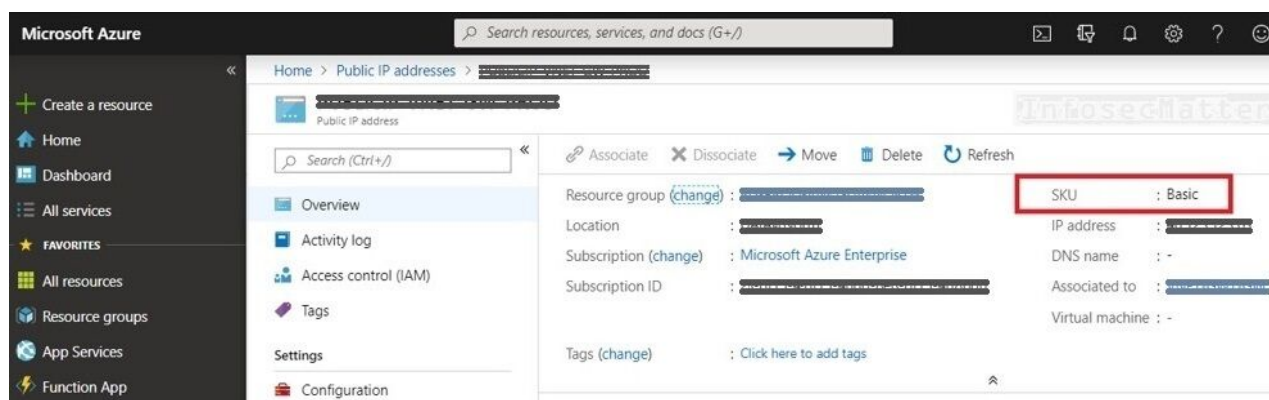 Microsoft Azure
Search resources, services, and docs (G+/)
Home > Public IP addresses >
Create a resource
Home
Dashboard
All services
FAVORITES
All resources
Resource groups
App Services
Function App
Public IP address
InfosecMatter
Search (Ctrl+/)
Overview
Activity log
Access control (IAM)
Tags
Settings
Configuration
Associate Dissociate Move Delete Refresh
Resource group (change) :
Location :
Subscription (change) : Microsoft Azure Enterprise
Subscription ID :
Tags (change) : Click here to add tags
SKU : Basic
IP address :
DNS name : -
Associated to :
Virtual machine : -